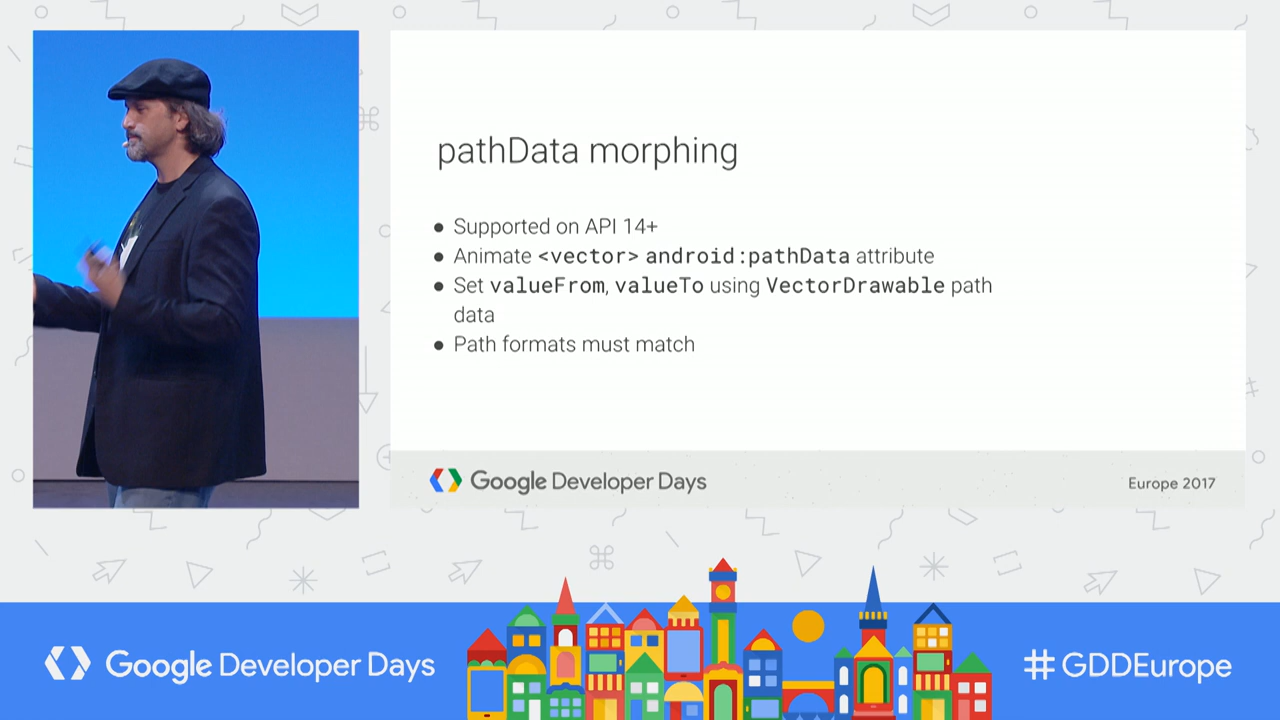 pathData morphing
● Supported on API 14+
● Animate <vector> android:pathData attribute
● Set valueFrom, valueTo using VectorDrawable path
data
● Path formats must match
Google Developer Days
Europe 2017
Google Developer Days
#GDDEurope